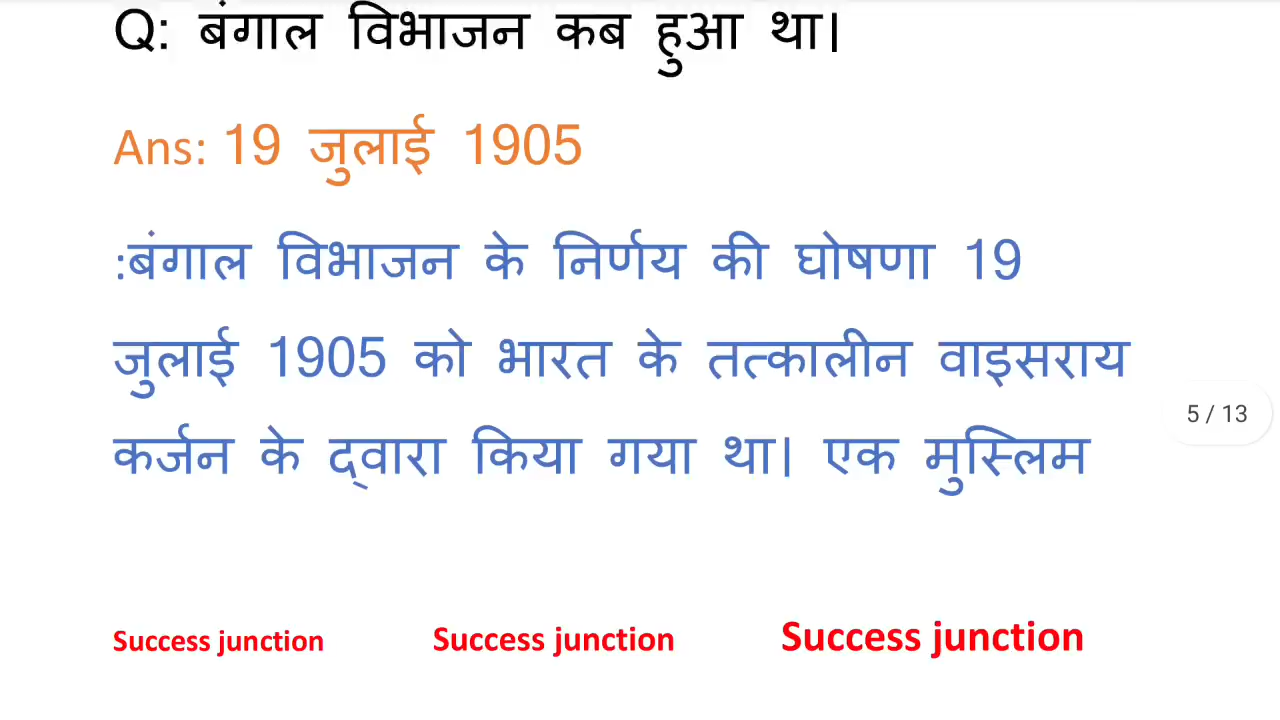 Q: बंगाल विभाजन कब हुआ था।
Ans: 19 जुलाई 1905
:बंगाल विभाजन के निर्णय की घोषणा 19
जुलाई 1905 को भारत के तत्कालीन वाइसराय
5 / 13
कर्जन के द्वारा किया गया था। एक मुस्लिम
Success junction Success junction Success junction